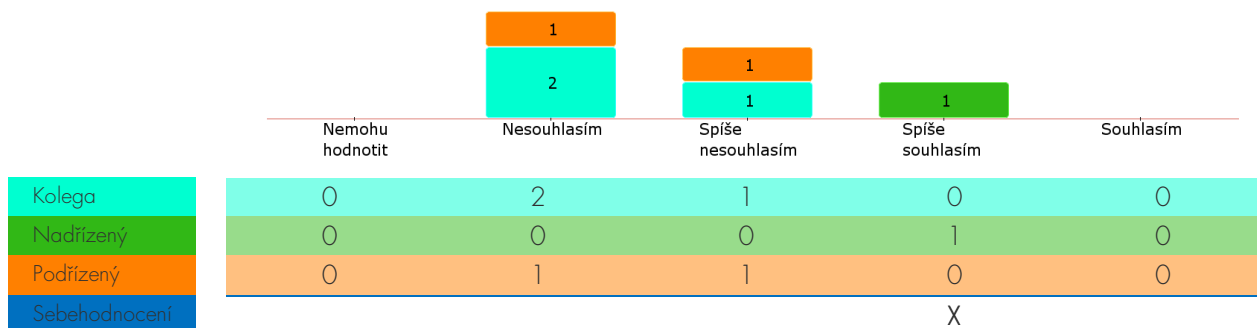 1
2
1
1
1
Nemohu hodnotit
Nesouhlasím
Spíše nesouhlasím
Spíše souhlasím
Souhlasím
Kolega 0 2 1 0 0
Nadřízený 0 0 0 1 0
Podřízený 0 1 1 0 0
Sebehodnocení X